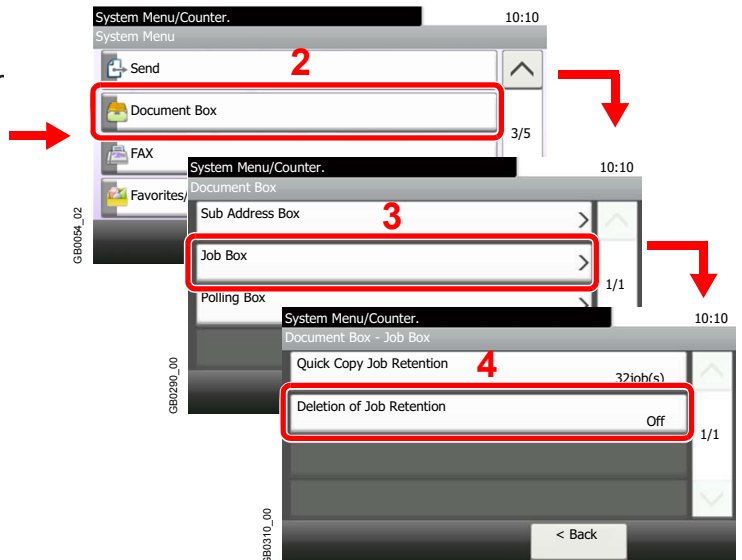 System Menu/Counter. 10:10
System Menu
Send
2
Document Box
3/5
FAX
Favorites/
GB0054_02
System Menu/Counter. 10:10
Document Box
Sub Address Box
3
Job Box
1/1
Polling Box
GB0290_00
System Menu/Counter. 10:10
Document Box - Job Box
Quick Copy Job Retention
4
32job(s)
Deletion of Job Retention
Off
1/1
< Back
GB0310_00